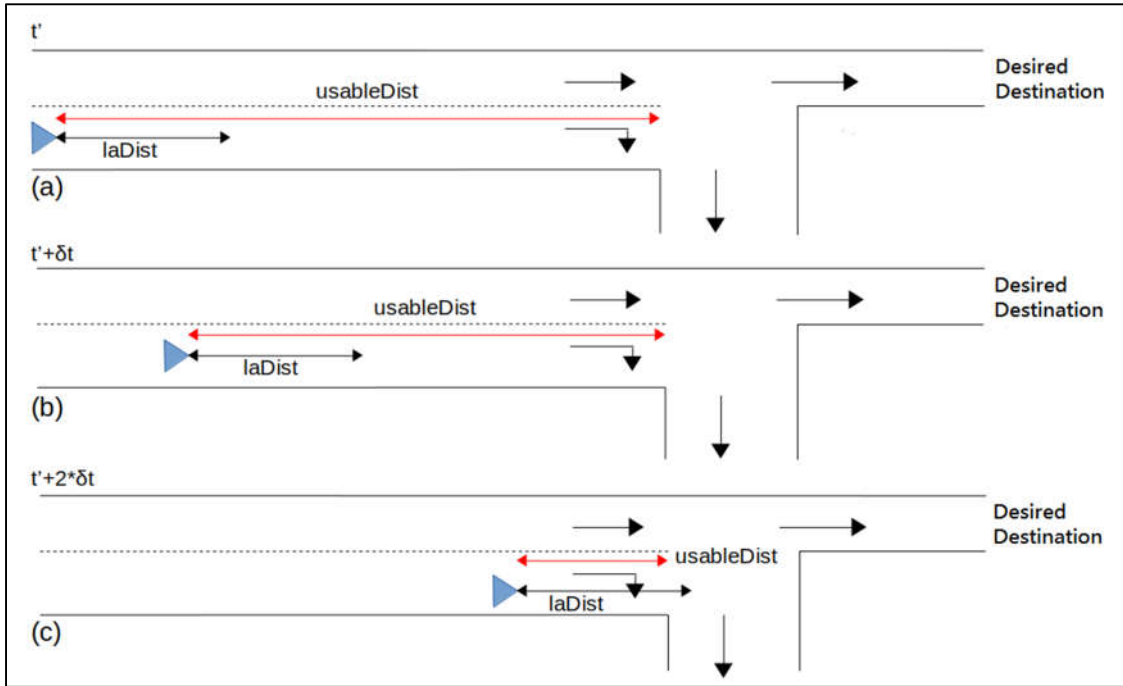 t'
usableDist
Desired
Destination
laDist
(a)
t'+δt
usableDist
Desired
Destination
laDist
(b)
t'+2*δt
Desired
Destination
usableDist
laDist
(c)